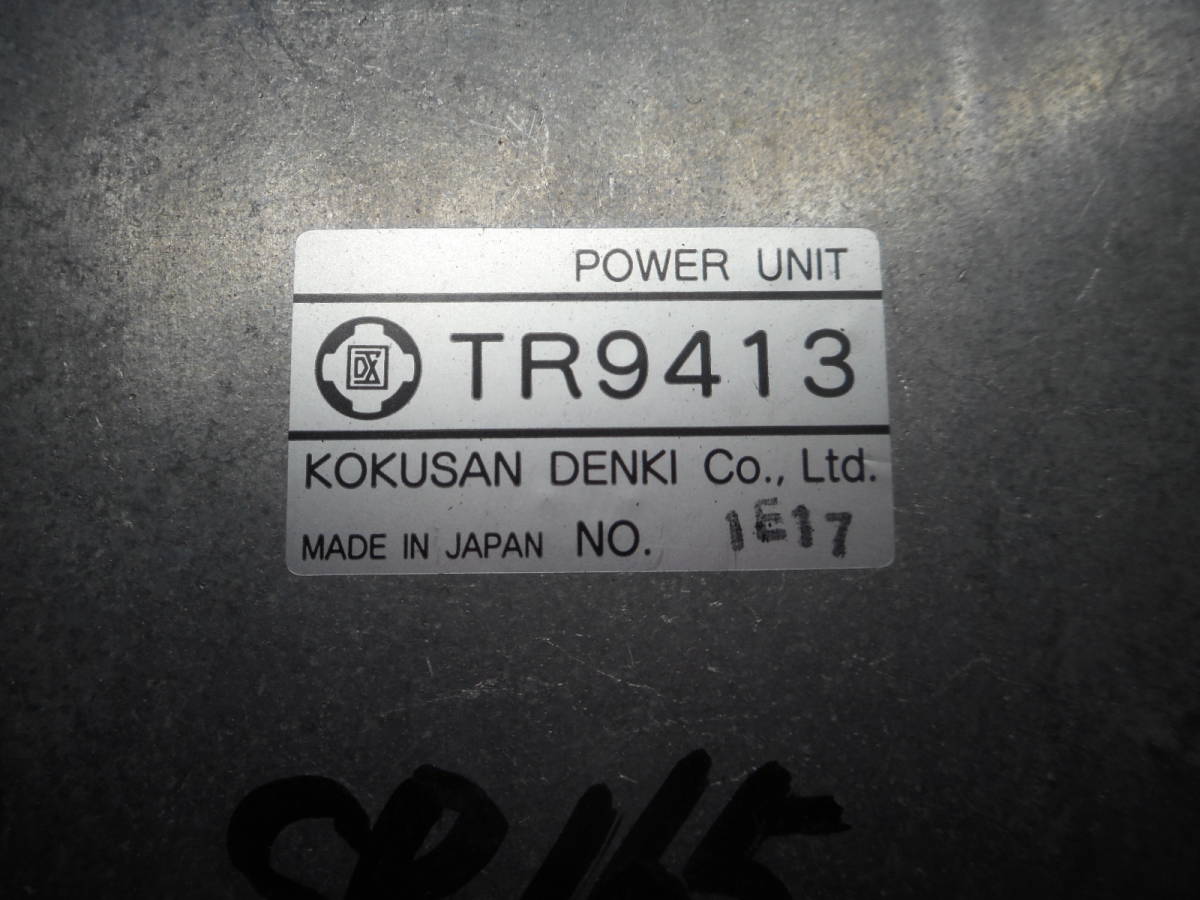 POWER UNIT
TR9413
KOKUSAN DENKI Co., Ltd.
MADE IN JAPAN NO. 1E17